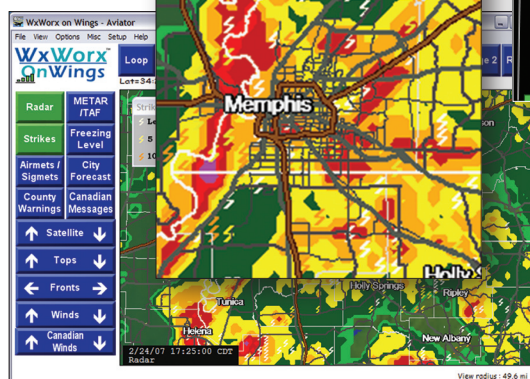 WxWorx on Wings - Aviator
File View Options Misc Setup Help
WxWorx
OnWings
Loop
Lat=34:
Radar
METAR
/TAF
Strikes
Freezing
Level
Airmets /
Sigmets
City
Forecast
County
Warnings
Canadian
Messages
Satellite
Tops
Fronts
Winds
Canadian
Winds
Memphis
Holly Springs
Ripley
Tunica
Helena
New Albany
2/24/07 17:25:00 CDT
Radar
View radius : 49.6 mi